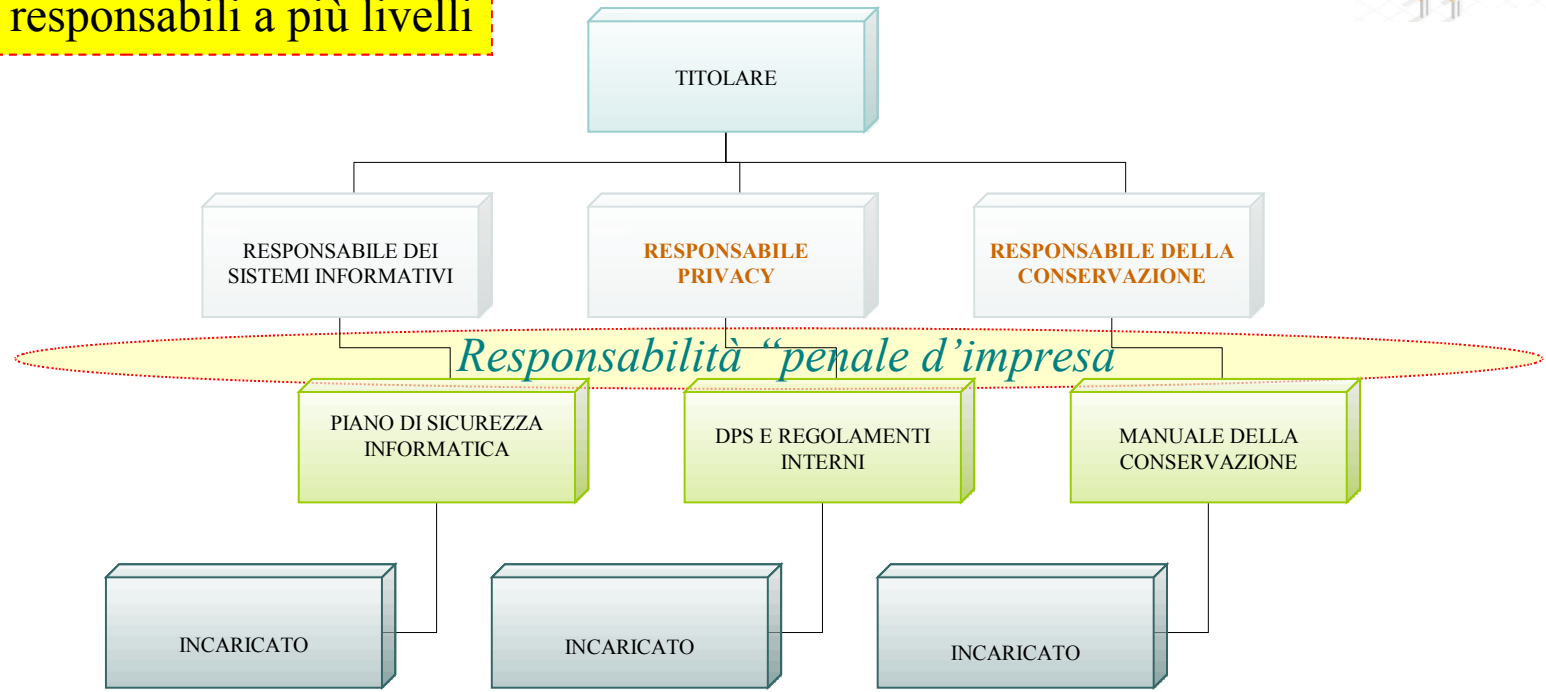 responsabili a più livelli
TITOLARE
RESPONSABILE DEI
SISTEMI INFORMATIVI
RESPONSABILE
PRIVACY
RESPONSABILE DELLA
CONSERVAZIONE
Responsabilità “penale d’impresa
PIANO DI SICUREZZA
INFORMATICA
DPS E REGOLAMENTI
INTERNI
MANUALE DELLA
CONSERVAZIONE
INCARICATO
INCARICATO
INCARICATO